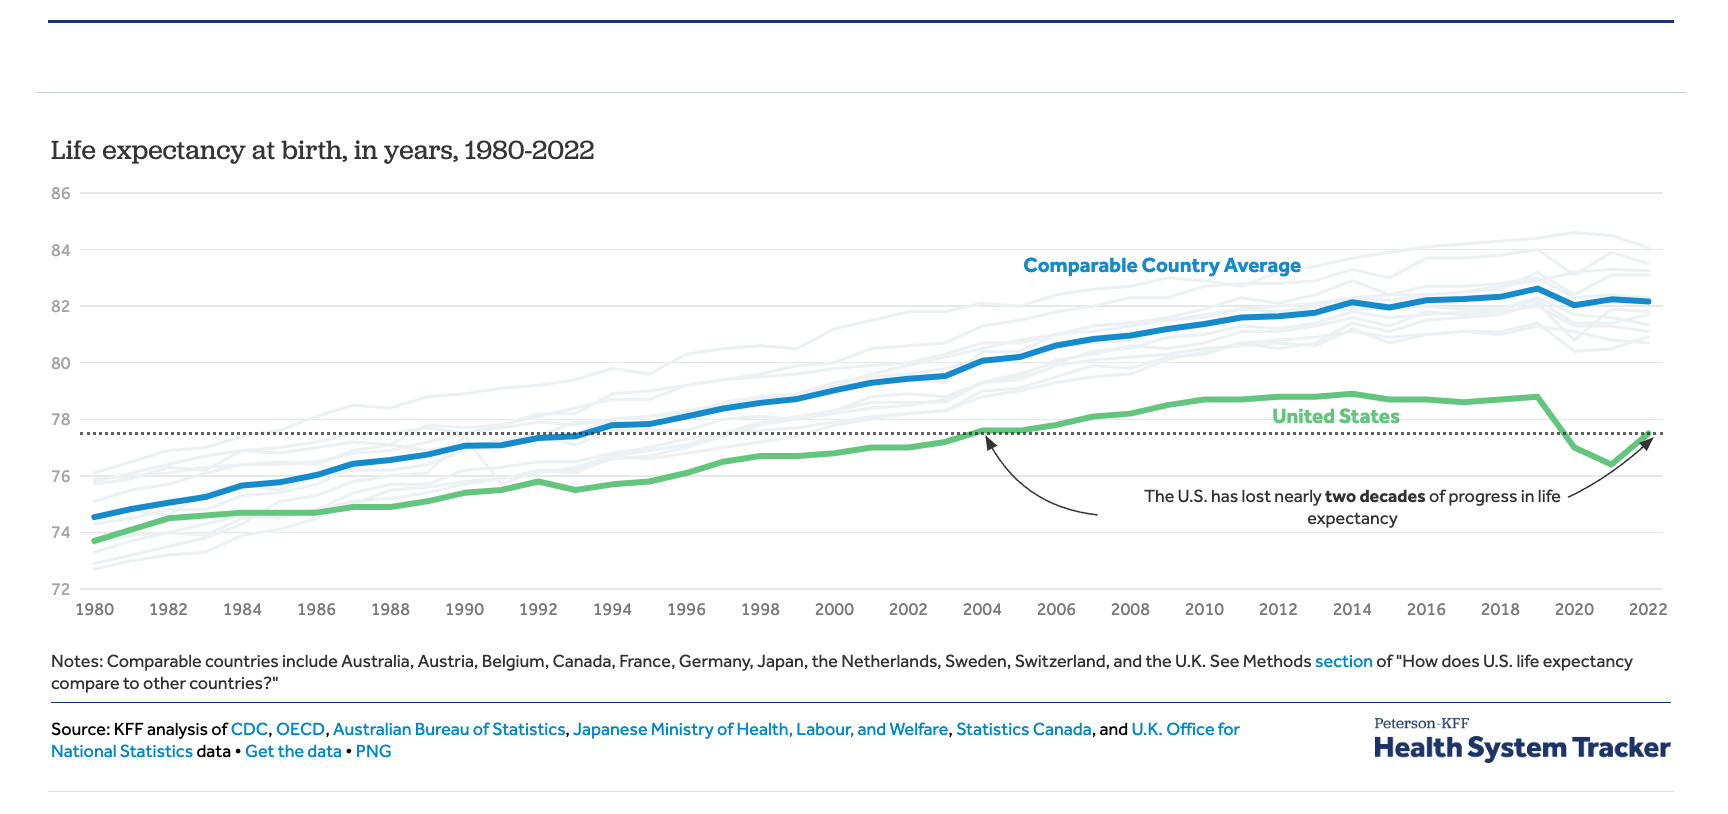 Life expectancy at birth, in years, 1980-2022
86
84
Comparable Country Average
82
80
78
United States
76
The U.S. has lost nearly two decades of progress in life
expectancy
74
72
1980 1982 1984 1986 1988 1990 1992 1994 1996 1998 2000 2002 2004 2006 2008 2010 2012 2014 2016 2018 2020 2022
Notes: Comparable countries include Australia, Austria, Belgium, Canada, France, Germany, Japan, the Netherlands, Sweden, Switzerland, and the U.K. See Methods section of "How does U.S. life expectancy
compare to other countries?"
Source: KFF analysis of CDC, OECD, Australian Bureau of Statistics, Japanese Ministry of Health, Labour, and Welfare, Statistics Canada, and U.K. Office for
National Statistics data • Get the data • PNG
Peterson-KFF
Health System Tracker